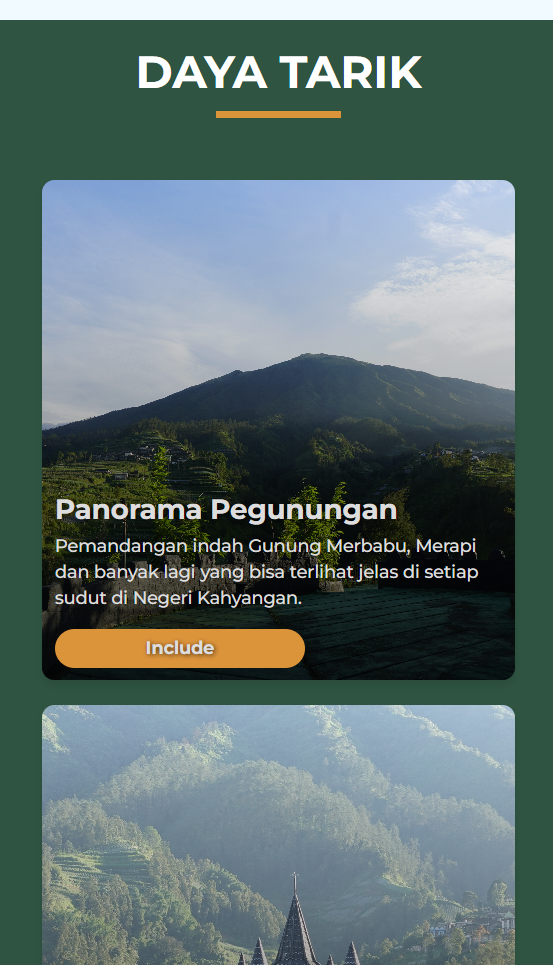 DAYA TARIK
Panorama Pegunungan
Pemandangan indah Gunung Merbabu, Merapi
dan banyak lagi yang bisa terlihat jelas di setiap
sudut di Negeri Kahyangan.
Include